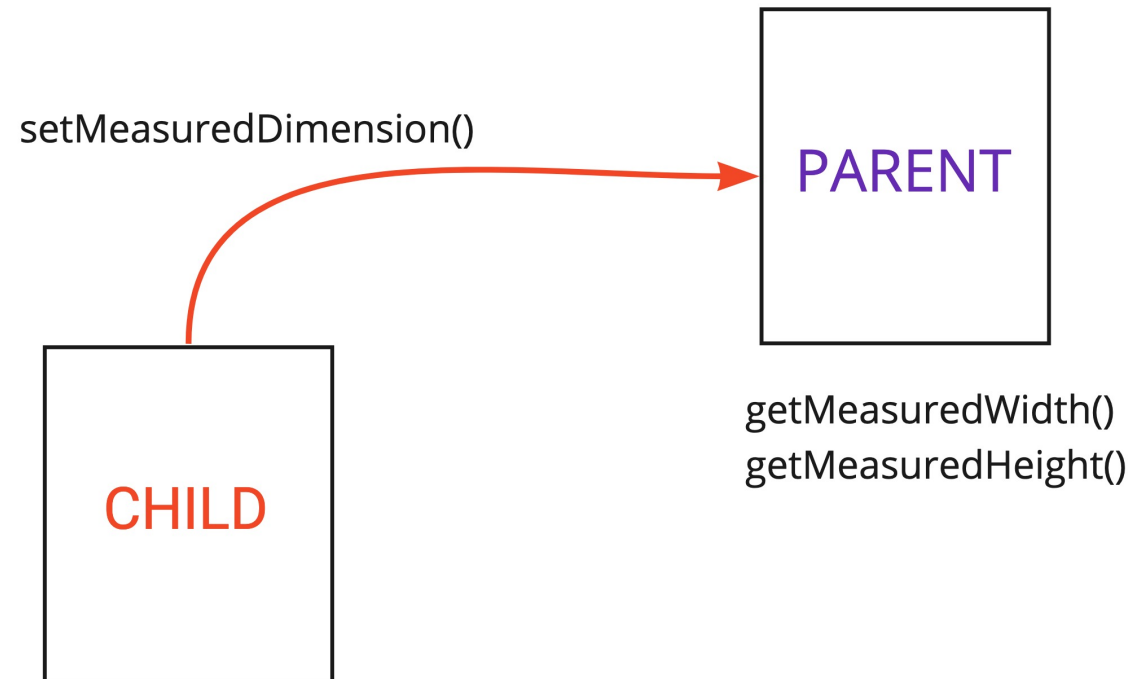 setMeasuredDimension()
PARENT
getMeasuredWidth()
getMeasuredHeight()
CHILD